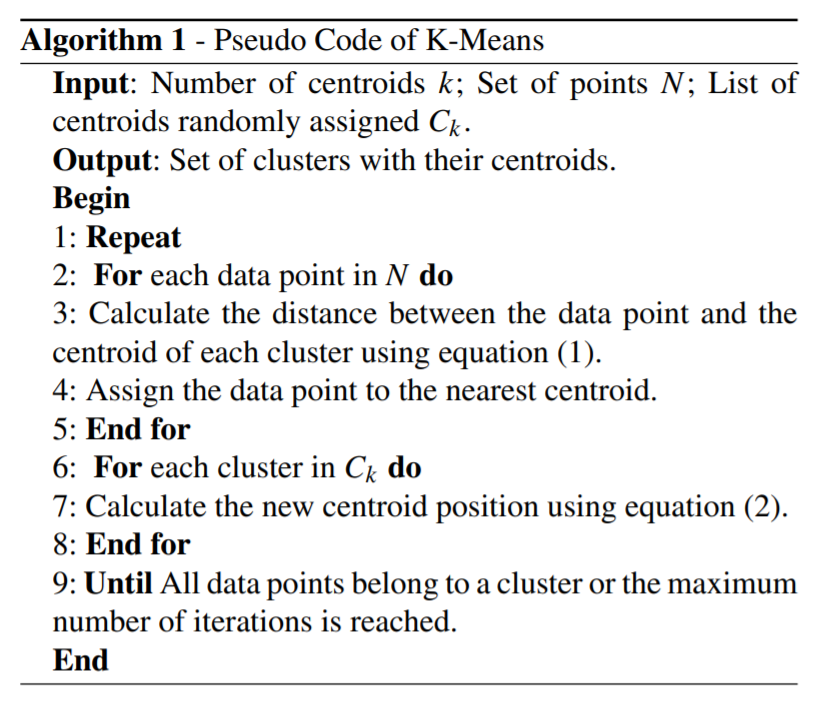 Algorithm 1 - Pseudo Code of K-Means
Input: Number of centroids k; Set of points N; List of
centroids randomly assigned Cₖ.
Output: Set of clusters with their centroids.
Begin
1: Repeat
2: For each data point in N do
3: Calculate the distance between the data point and the
centroid of each cluster using equation (1).
4: Assign the data point to the nearest centroid.
5: End for
6: For each cluster in Cₖ do
7: Calculate the new centroid position using equation (2).
8: End for
9: Until All data points belong to a cluster or the maximum
number of iterations is reached.
End